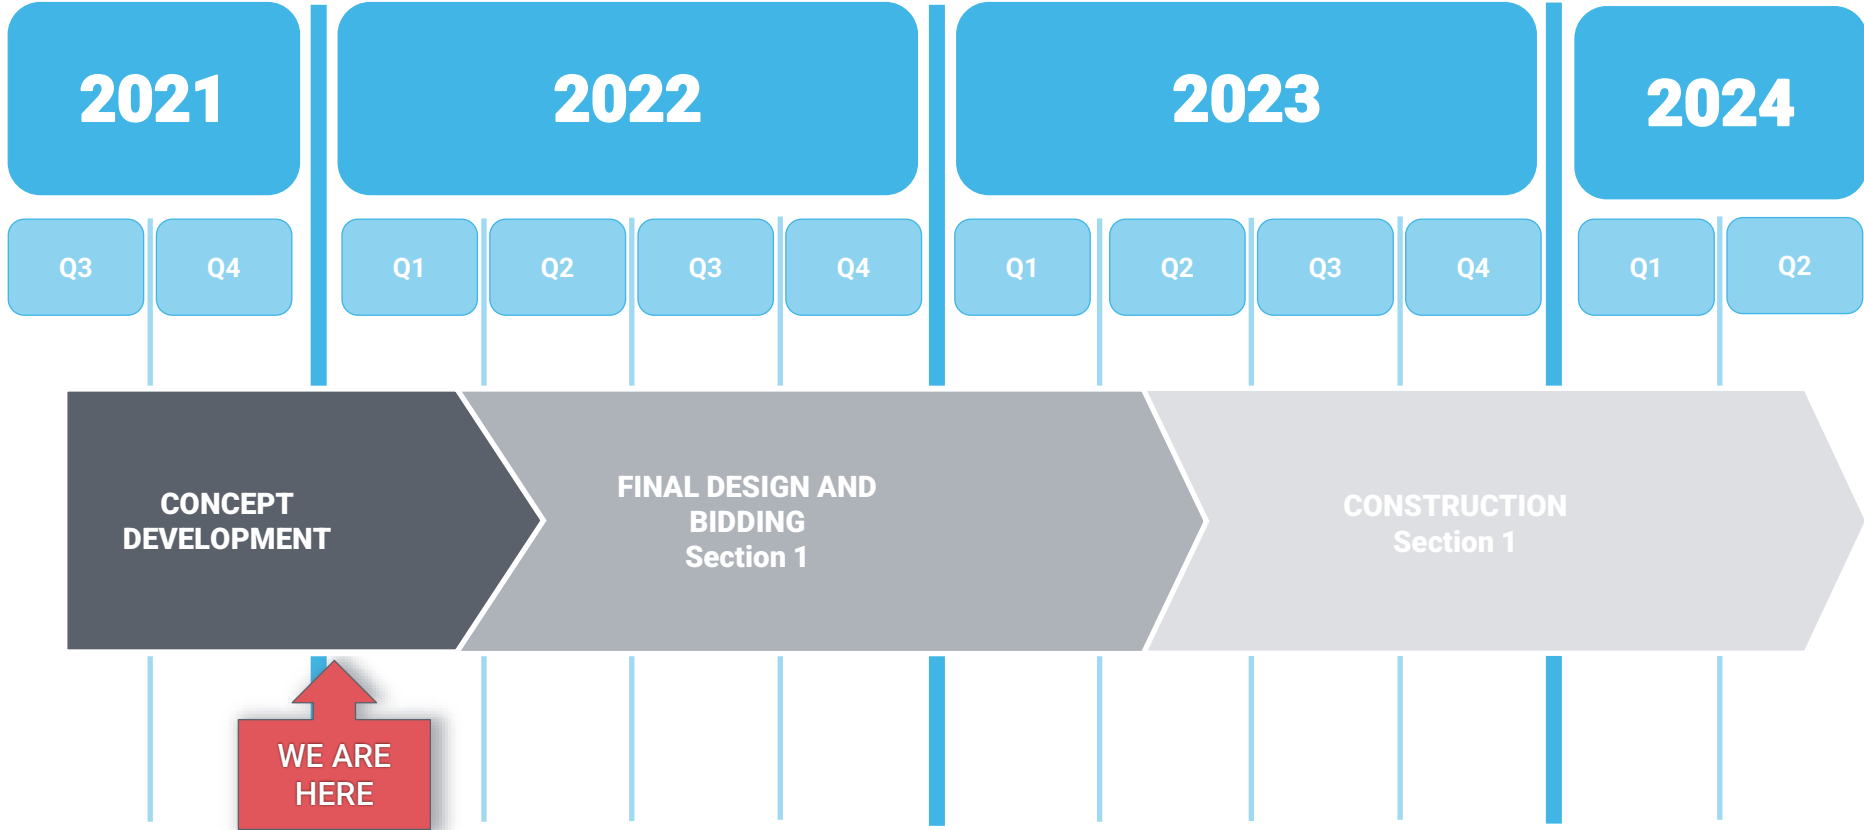 2021
2022
2023
2024
Q3
Q4
Q1
Q2
Q3
Q4
Q1
Q2
Q3
Q4
Q1
Q2
CONCEPT
DEVELOPMENT
FINAL DESIGN AND
BIDDING
Section 1
CONSTRUCTION
Section 1
WE ARE
HERE